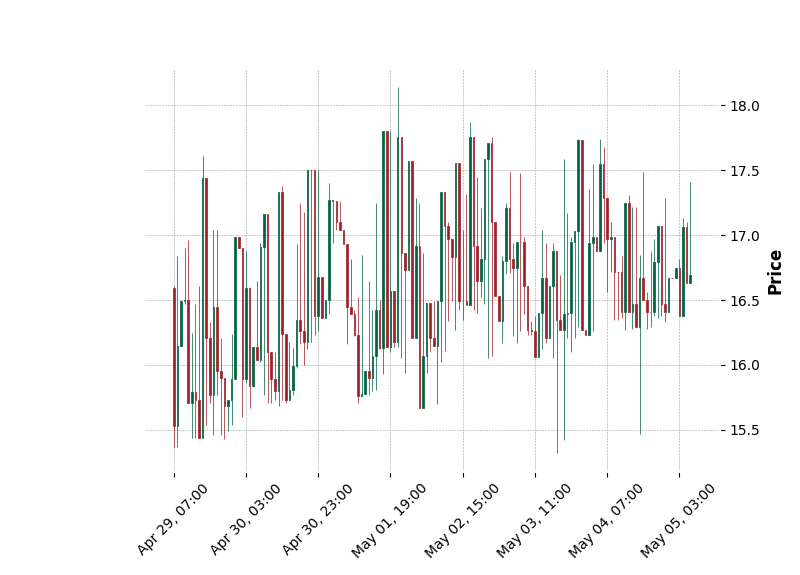 18.0
17.5
17.0
16.5
16.0
15.5
Price
Apr 29, 07:00
Apr 30, 03:00
Apr 30, 23:00
May 01, 19:00
May 02, 15:00
May 03, 11:00
May 04, 07:00
May 05, 03:00